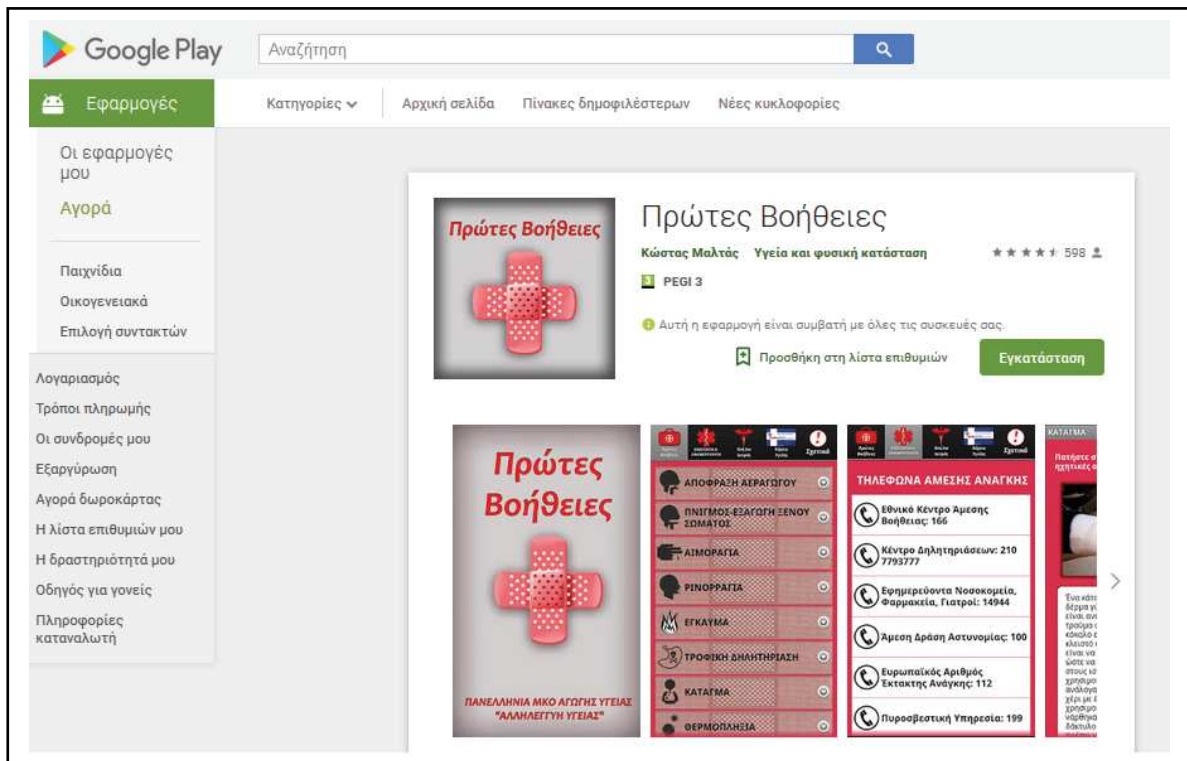 Google Play
Αναζήτηση
Εφαρμογές
Κατηγορίες
Αρχική σελίδα
Πίνακες δημοφιλέστερων
Νέες κυκλοφορίες
Οι εφαρμογές
μου
Αγορά
Παιχνίδια
Οικογενειακά
Επιλογή συντακτών
Λογαριασμός
Τρόποι πληρωμής
Οι συνδρομές μου
Εξαργύρωση
Αγορά δωροκάρτας
Η λίστα επιθυμιών μου
Η δραστηριότητά μου
Οδηγός για γονείς
Πληροφορίες
καταναλωτή
Πρώτες Βοήθειες
Πρώτες Βοήθειες
Κώστας Μαλτάς Υγεία και φυσική κατάσταση
598
3 PEGI 3
Αυτή η εφαρμογή είναι συμβατή με όλες τις συσκευές σας.
Προσθήκη στη λίστα επιθυμιών
Εγκατάσταση
Πρώτες
Βοήθειες
ΠΑΝΕΛΛΗΝΙΑ ΜΚΟ ΑΓΩΓΗΣ ΥΓΕΙΑΣ
"ΑΛΛΗΛΕΓΓΥΗ ΥΓΕΙΑΣ"
Σχετικά
ΑΠΟΦΡΑΞΗ ΑΕΡΑΓΩΓΟΥ
ΠΝΙΓΜΟΣ-ΕΞΑΓΩΓΗ ΞΕΝΟΥ
ΣΩΜΑΤΟΣ
ΑΙΜΟΡΑΓΙΑ
ΡΙΝΟΡΡΑΓΙΑ
ΕΓΚΑΥΜΑ
ΤΡΟΦΙΚΗ ΔΗΛΗΤΗΡΙΑΣΗ
ΚΑΤΑΓΜΑ
ΘΕΡΜΟΠΛΗΞΙΑ
Σχετικά
ΤΗΛΕΦΩΝΑ ΑΜΕΣΗΣ ΑΝΑΓΚΗΣ
Εθνικό Κέντρο Άμεσης
Βοήθειας: 166
Κέντρο Δηλητηριάσεων: 210
7793777
Εφημερεύοντα Νοσοκομεία,
Φαρμακεία, Γιατροί: 14944
Άμεση Δράση Αστυνομίας: 100
Ευρωπαϊκός Αριθμός
Έκτακτης Ανάγκης: 112
Πυροσβεστική Υπηρεσία: 199
ΚΑΤΑΓΜΑ
Πατήστε